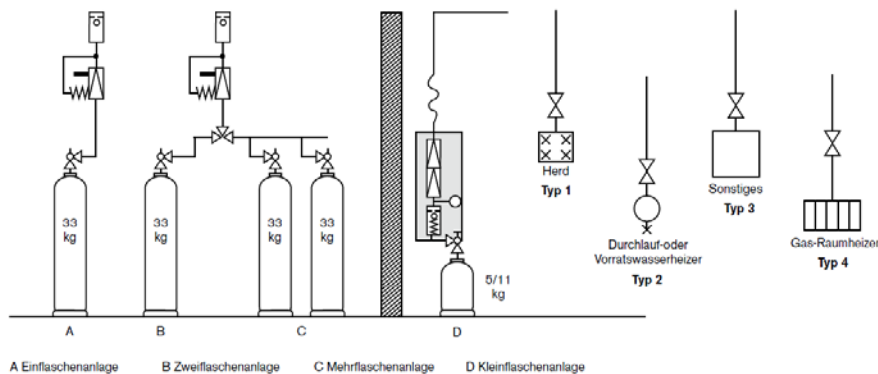 33
kg
33
kg
33
kg
33
kg
5/11
kg
Herd
Typ 1
Durchlauf-oder
Vorratswasserheizer
Typ 2
Sonstiges
Typ 3
Gas-Raumheizer
Typ 4
A
B
C
D
A Einflaschenanlage
B Zweiflaschenanlage
C Mehrflaschenanlage
D Kleinflaschenanlage